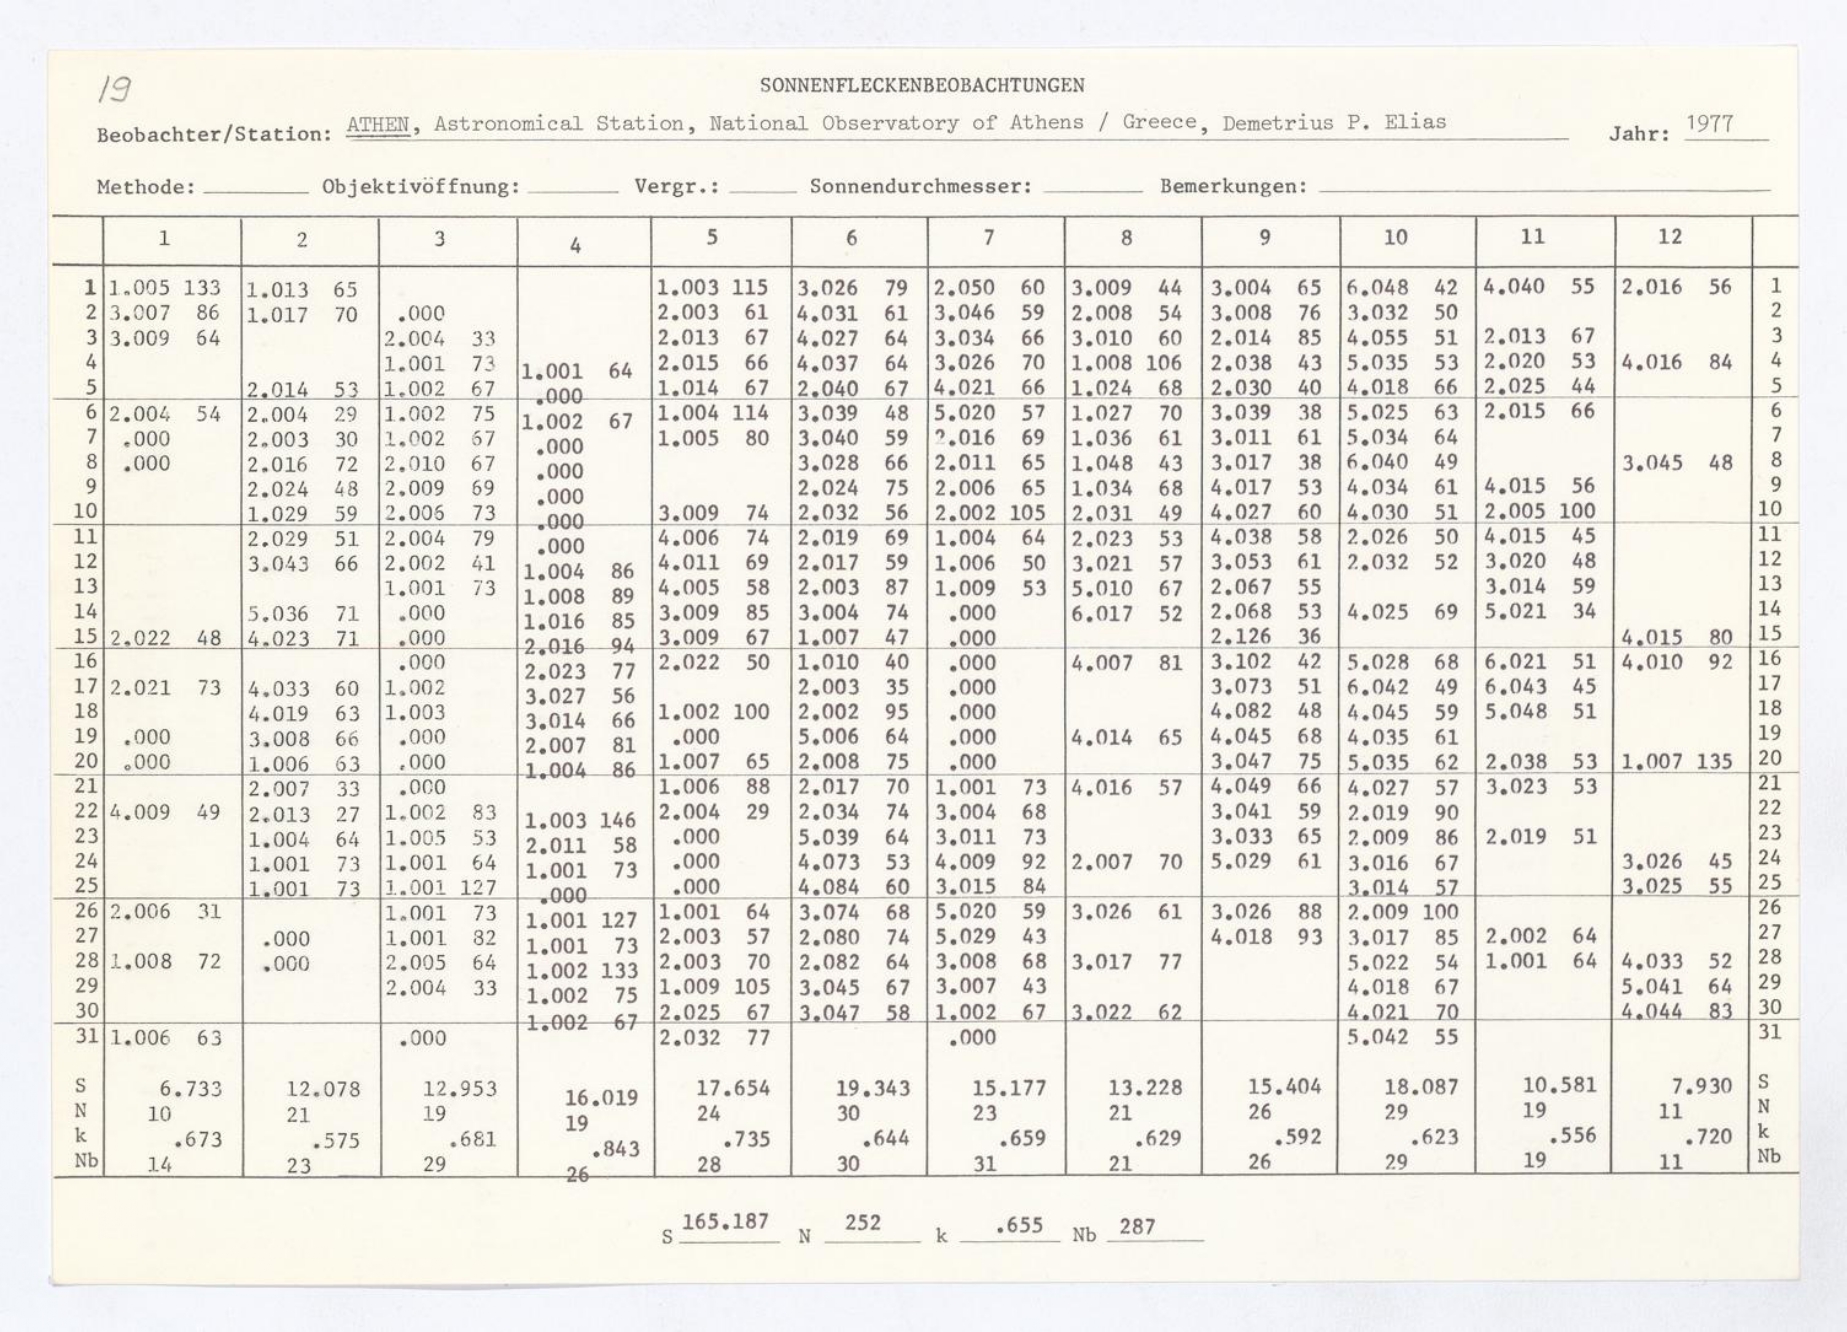 19
SONNENFLECKENBEOBACHTUNGEN
Beobachter/Station: ATHEN, Astronomical Station, National Observatory of Athens / Greece, Demetrius P. Elias Jahr: 1977
Methode: Objektivöffnung: Vergr.: Sonnendurchmesser: Bemerkungen:
1 2 3 4 5 6 7 8 9 10 11 12
1 1.005 133 1.013 65 1.003 115 3.026 79 2.050 60 3.009 44 3.004 65 6.048 42 4.040 55 2.016 56 1
2 3.007 86 1.017 70 .000 2.003 61 4.031 61 3.046 59 2.008 54 3.008 76 3.032 50 2
3 3.009 64 2.004 33 2.013 67 4.027 64 3.034 66 3.010 60 2.014 85 4.055 51 2.013 67 3
4 1.001 73 1.001 64 2.015 66 4.037 64 3.026 70 1.008 106 2.038 43 5.035 53 2.020 53 4.016 84 4
5 2.014 53 1.002 67 .000 1.014 67 2.040 67 4.021 66 1.024 68 2.030 40 4.018 66 2.025 44 5
6 2.004 54 2.004 29 1.002 75 1.002 67 1.004 114 3.039 48 5.020 57 1.027 70 3.039 38 5.025 63 2.015 66 6
7 .000 2.003 30 1.002 67 .000 1.005 80 3.040 59 2.016 69 1.036 61 3.011 61 5.034 64 7
8 .000 2.016 72 2.010 67 .000 3.028 66 2.011 65 1.048 43 3.017 38 6.040 49 3.045 48 8
9 2.024 48 2.009 69 .000 2.024 75 2.006 65 1.034 68 4.017 53 4.034 61 4.015 56 9
10 1.029 59 2.006 73 .000 3.009 74 2.032 56 2.002 105 2.031 49 4.027 60 4.030 51 2.005 100 10
11 2.029 51 2.004 79 .000 4.006 74 2.019 69 1.004 64 2.023 53 4.038 58 2.026 50 4.015 45 11
12 3.043 66 2.002 41 1.004 86 4.011 69 2.017 59 1.006 50 3.021 57 3.053 61 2.032 52 3.020 48 12
13 1.001 73 1.008 89 4.005 58 2.003 87 1.009 53 5.010 67 2.067 55 3.014 59 13
14 5.036 71 .000 1.016 85 3.009 85 3.004 74 .000 6.017 52 2.068 53 4.025 69 5.021 34 14
15 2.022 48 4.023 71 .000 2.016 94 3.009 67 1.007 47 .000 2.126 36 4.015 80 15
16 .000 2.023 77 2.022 50 1.010 40 .000 4.007 81 3.102 42 5.028 68 6.021 51 4.010 92 16
17 2.021 73 4.033 60 1.002 3.027 56 2.003 35 .000 3.073 51 6.042 49 6.043 45 17
18 4.019 63 1.003 3.014 66 1.002 100 2.002 95 .000 4.082 48 4.045 59 5.048 51 18
19 .000 3.008 66 .000 2.007 81 .000 5.006 64 .000 4.014 65 4.045 68 4.035 61 19
20 .000 1.006 63 .000 1.004 86 1.007 65 2.008 75 .000 3.047 75 5.035 62 2.038 53 1.007 135 20
21 2.007 33 .000 1.006 88 2.017 70 1.001 73 4.016 57 4.049 66 4.027 57 3.023 53 21
22 4.009 49 2.013 27 1.002 83 1.003 146 2.004 29 2.034 74 3.004 68 3.041 59 2.019 90 22
23 1.004 64 1.005 53 2.011 58 .000 5.039 64 3.011 73 3.033 65 2.009 86 2.019 51 23
24 1.001 73 1.001 64 1.001 73 .000 4.073 53 4.009 92 2.007 70 5.029 61 3.016 67 3.026 45 24
25 1.001 73 1.001 127 .000 .000 4.084 60 3.015 84 3.014 57 3.025 55 25
26 2.006 31 1.001 73 1.001 127 1.001 64 3.074 68 5.020 59 3.026 61 3.026 88 2.009 100 26
27 .000 1.001 82 1.001 73 2.003 57 2.080 74 5.029 43 4.018 93 3.017 85 2.002 64 27
28 1.008 72 .000 2.005 64 1.002 133 2.003 70 2.082 64 3.008 68 3.017 77 5.022 54 1.001 64 4.033 52 28
29 2.004 33 1.002 75 1.009 105 3.045 67 3.007 43 4.018 67 5.041 64 29
30 1.002 67 2.025 67 3.047 58 1.002 67 3.022 62 4.021 70 4.044 83 30
31 1.006 63 .000 2.032 77 .000 5.042 55 31
S 6.733 12.078 12.953 16.019 17.654 19.343 15.177 13.228 15.404 18.087 10.581 7.930 S
N 10 21 19 19 24 30 23 21 26 29 19 11 N
k .673 .575 .681 .843 .735 .644 .659 .629 .592 .623 .556 .720 k
Nb 14 23 29 26 28 30 31 21 26 29 19 11 Nb
S 165.187 N 252 k .655 Nb 287